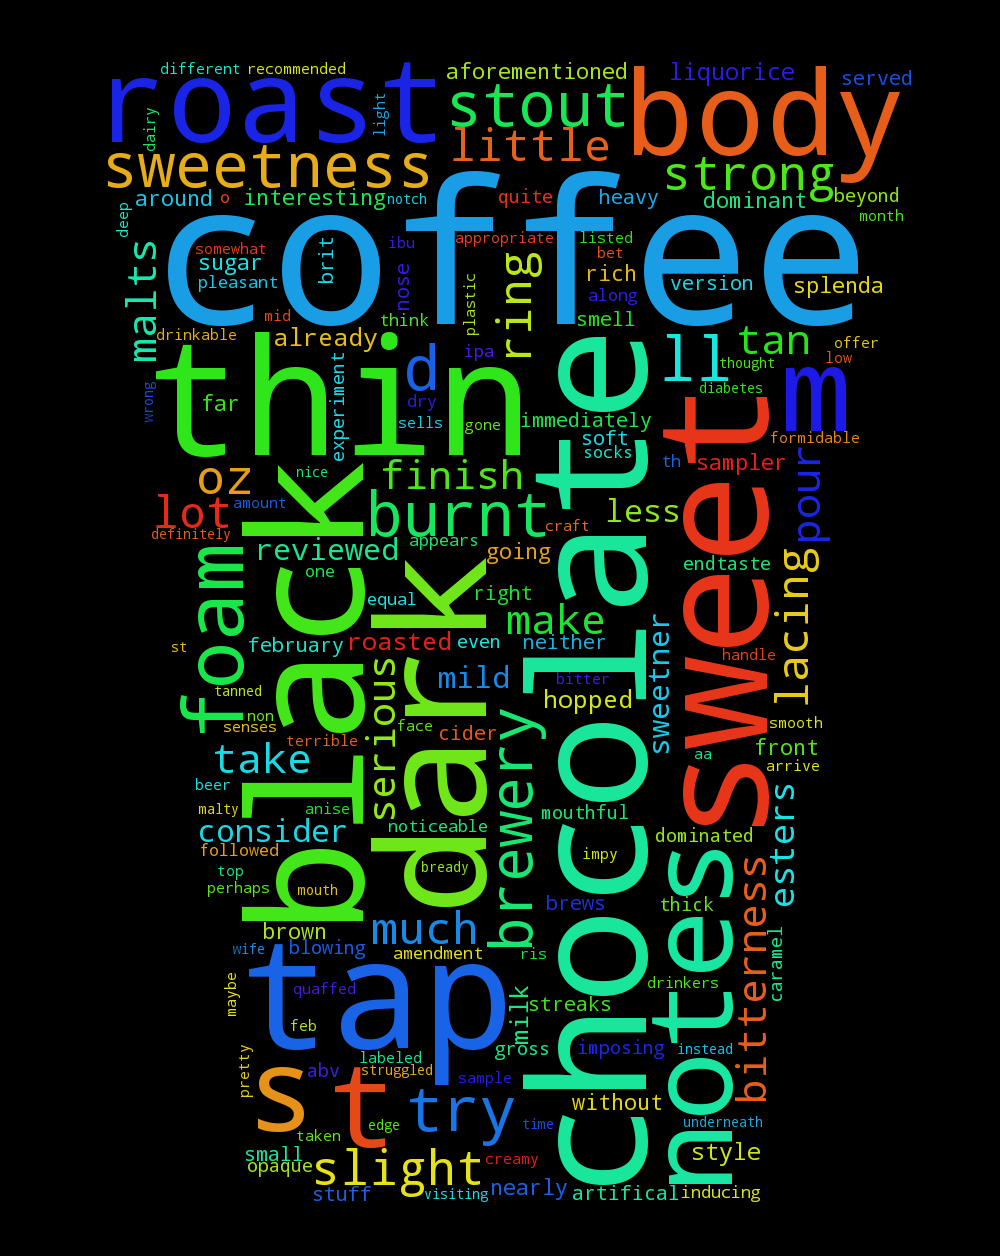 different recommended
aforementioned
liquorice
served
roast
stout
body
light
dairy
little
sweetness
strong
around
o
interesting
notch
quite
heavy
dominant
beyond
month
deep
coffee
malts
somewhat
sugar
pleasant
brit
ibu
nose
appropriate
listed
bet
rich
along
version
splenda
ring
plastic
mid
think
smell
drinkable
already
ipa
ll
tan
offer
low
thought
diabetes
m
thin
d
dry
far
wrong
experiment
sells
gone
immediately
soft
socks
formidable
chocolate
sweet
oz
nice
finish
th
sampler
pour
lot
amount
definitely
burnt
craft
less
black
reviewed
appears
going
endtaste
foam
one
dark
equal
right
make
lacing
st
february
roasted
even
neither
sweetner
handle
tanned
non
senses
serious
mild
bitter
hopped
smooth
terrible
face
cider
brewery
aa
front
arrive
take
beer
malty
anise
noticeable
mouthful
esters
consider
followed
dominated
top
perhaps
mouth
bready
impy
notes
brews
thick
bitterness
brown
much
wife
blowing
amendment
ris
caramel
tap
maybe
quaffed
feb
milk
streaks
drinkers
pretty
s
abv
labeled
struggled
gross
imposing
instead
t
sample
try
without
taken
edge
time
underneath
small
opaque
slight
creamy
style
stuff
visiting
nearly
artifical
inducing